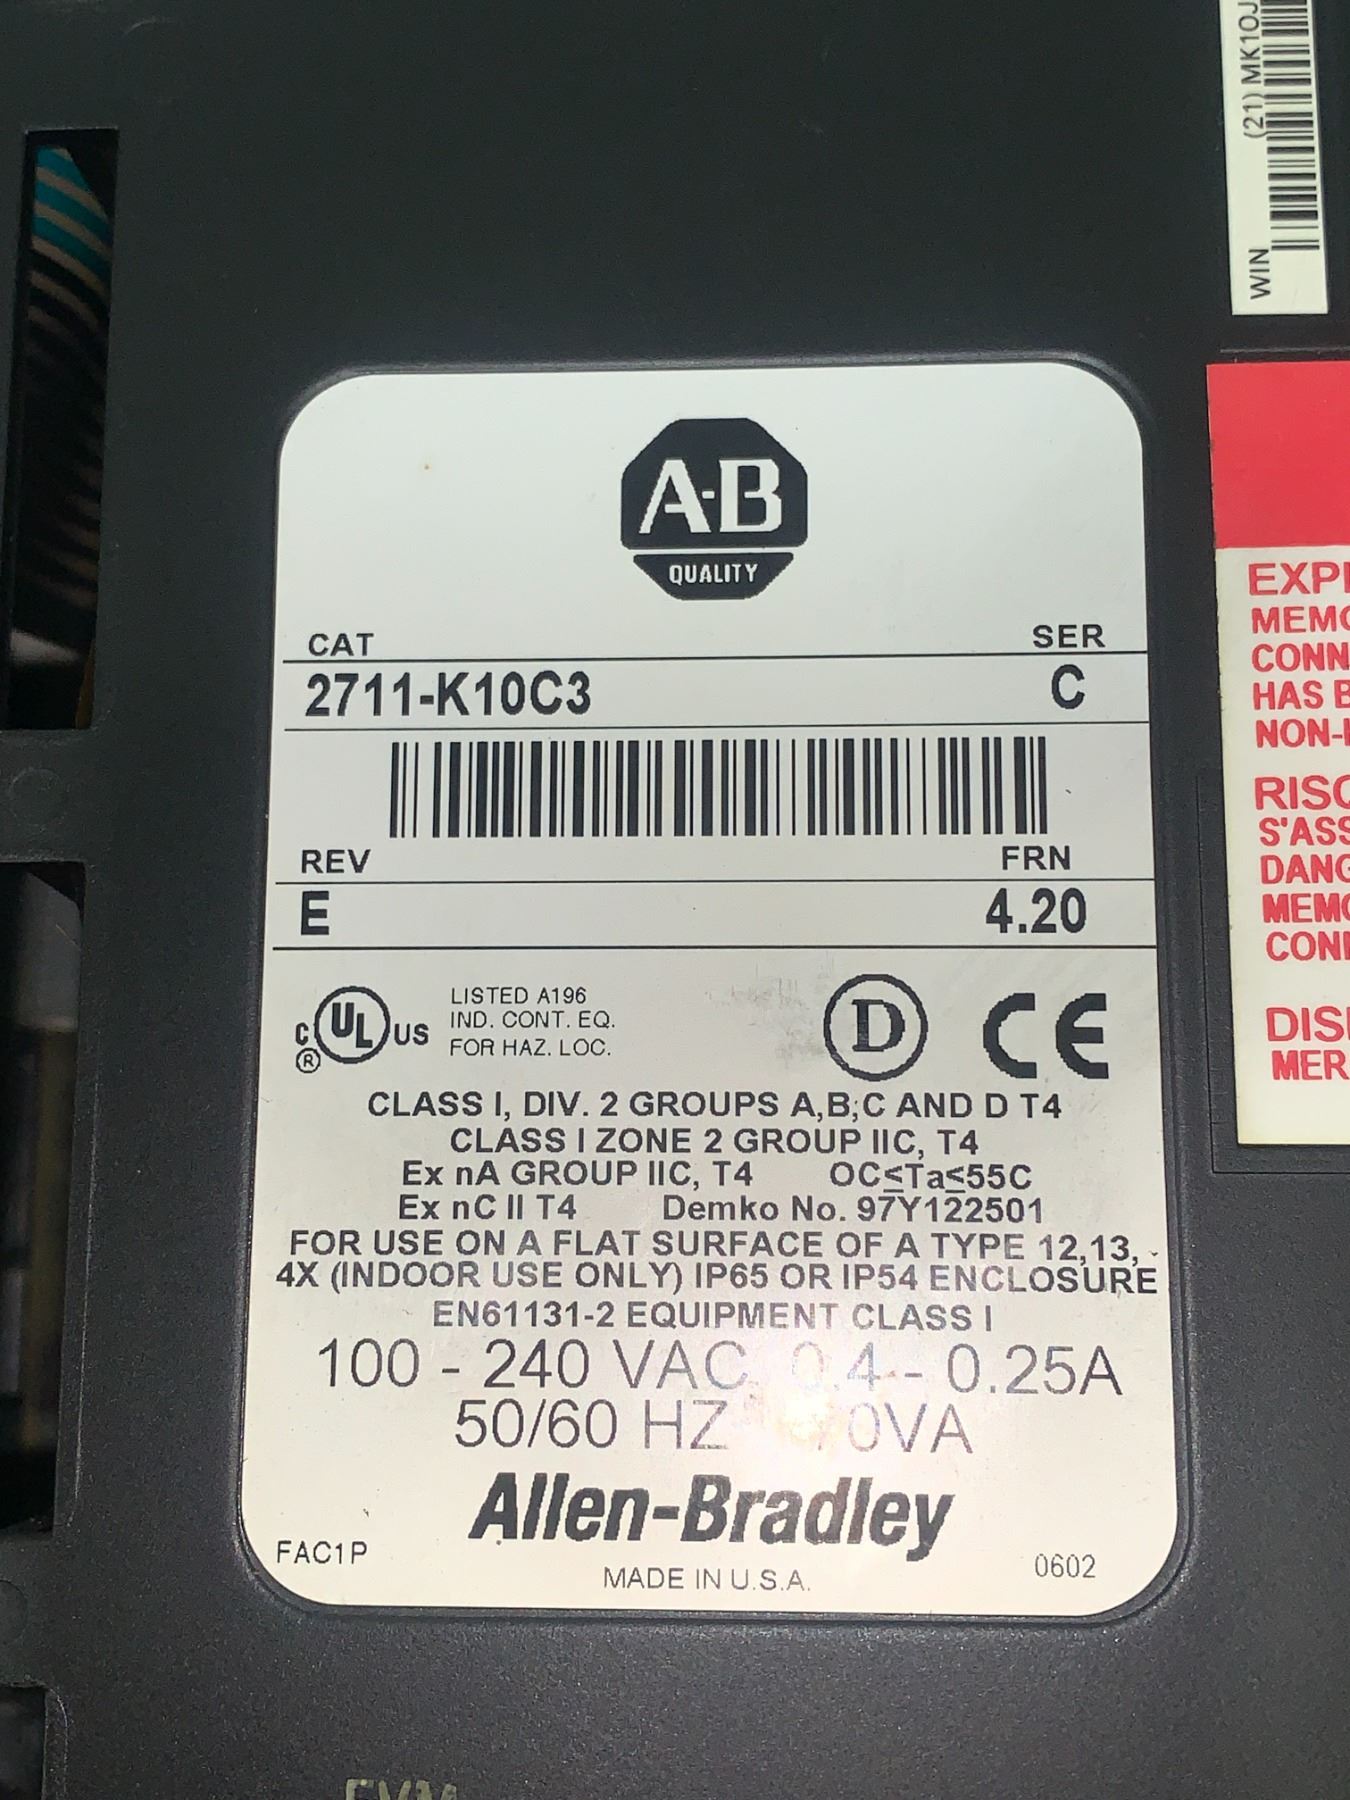 (21) MK10J
WIN
A-B
QUALITY
CAT SER
2711-K10C3 C
REV FRN
E 4.20
C UL US
®
LISTED A196
IND. CONT. EQ.
FOR HAZ. LOC.
D CE
CLASS I, DIV. 2 GROUPS A,B,C AND D T4
CLASS I ZONE 2 GROUP IIC, T4
Ex nA GROUP IIC, T4 OC≤Ta≤55C
Ex nC II T4 Demko No. 97Y122501
FOR USE ON A FLAT SURFACE OF A TYPE 12,13,
4X (INDOOR USE ONLY) IP65 OR IP54 ENCLOSURE
EN61131-2 EQUIPMENT CLASS I
100 - 240 VAC 0.4 - 0.25A
50/60 HZ
Allen-Bradley
FAC1P
MADE IN U.S.A.
0602
EXPL
MEMO
CONN
HAS B
NON-
RISQ
S'ASS
DANG
MEMO
CON
DIS
MER